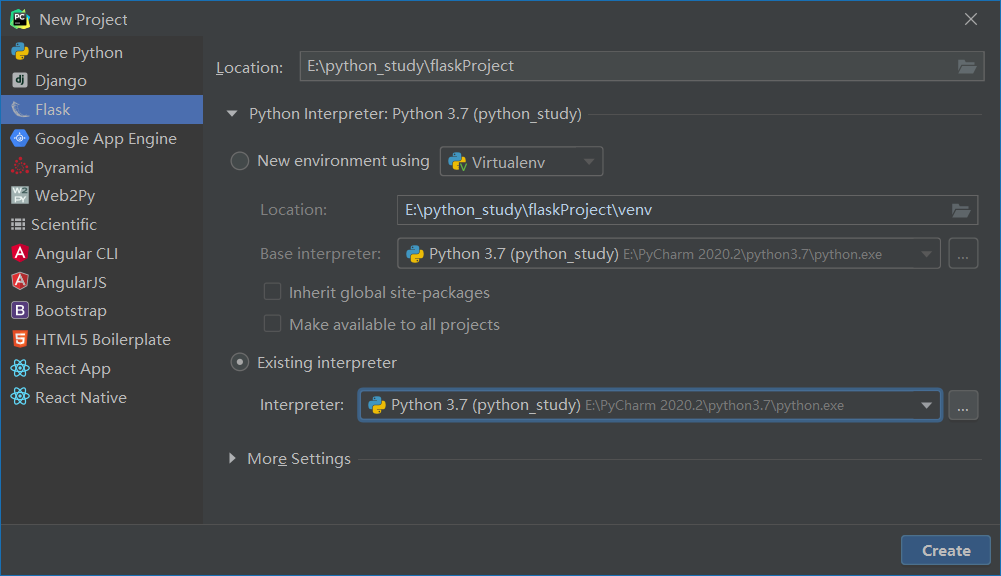 New Project
Pure Python
Django
Flask
Google App Engine
Pyramid
Web2Py
Scientific
Angular CLI
AngularJS
Bootstrap
HTML5 Boilerplate
React App
React Native
Location: E:\python_study\flaskProject
Python Interpreter: Python 3.7 (python_study)
New environment using Virtualenv
Location: E:\python_study\flaskProject\venv
Base interpreter: Python 3.7 (python_study) E:\PyCharm 2020.2\python3.7\python.exe ...
Inherit global site-packages
Make available to all projects
Existing interpreter
Interpreter: Python 3.7 (python_study) E:\PyCharm 2020.2\python3.7\python.exe ...
More Settings
Create